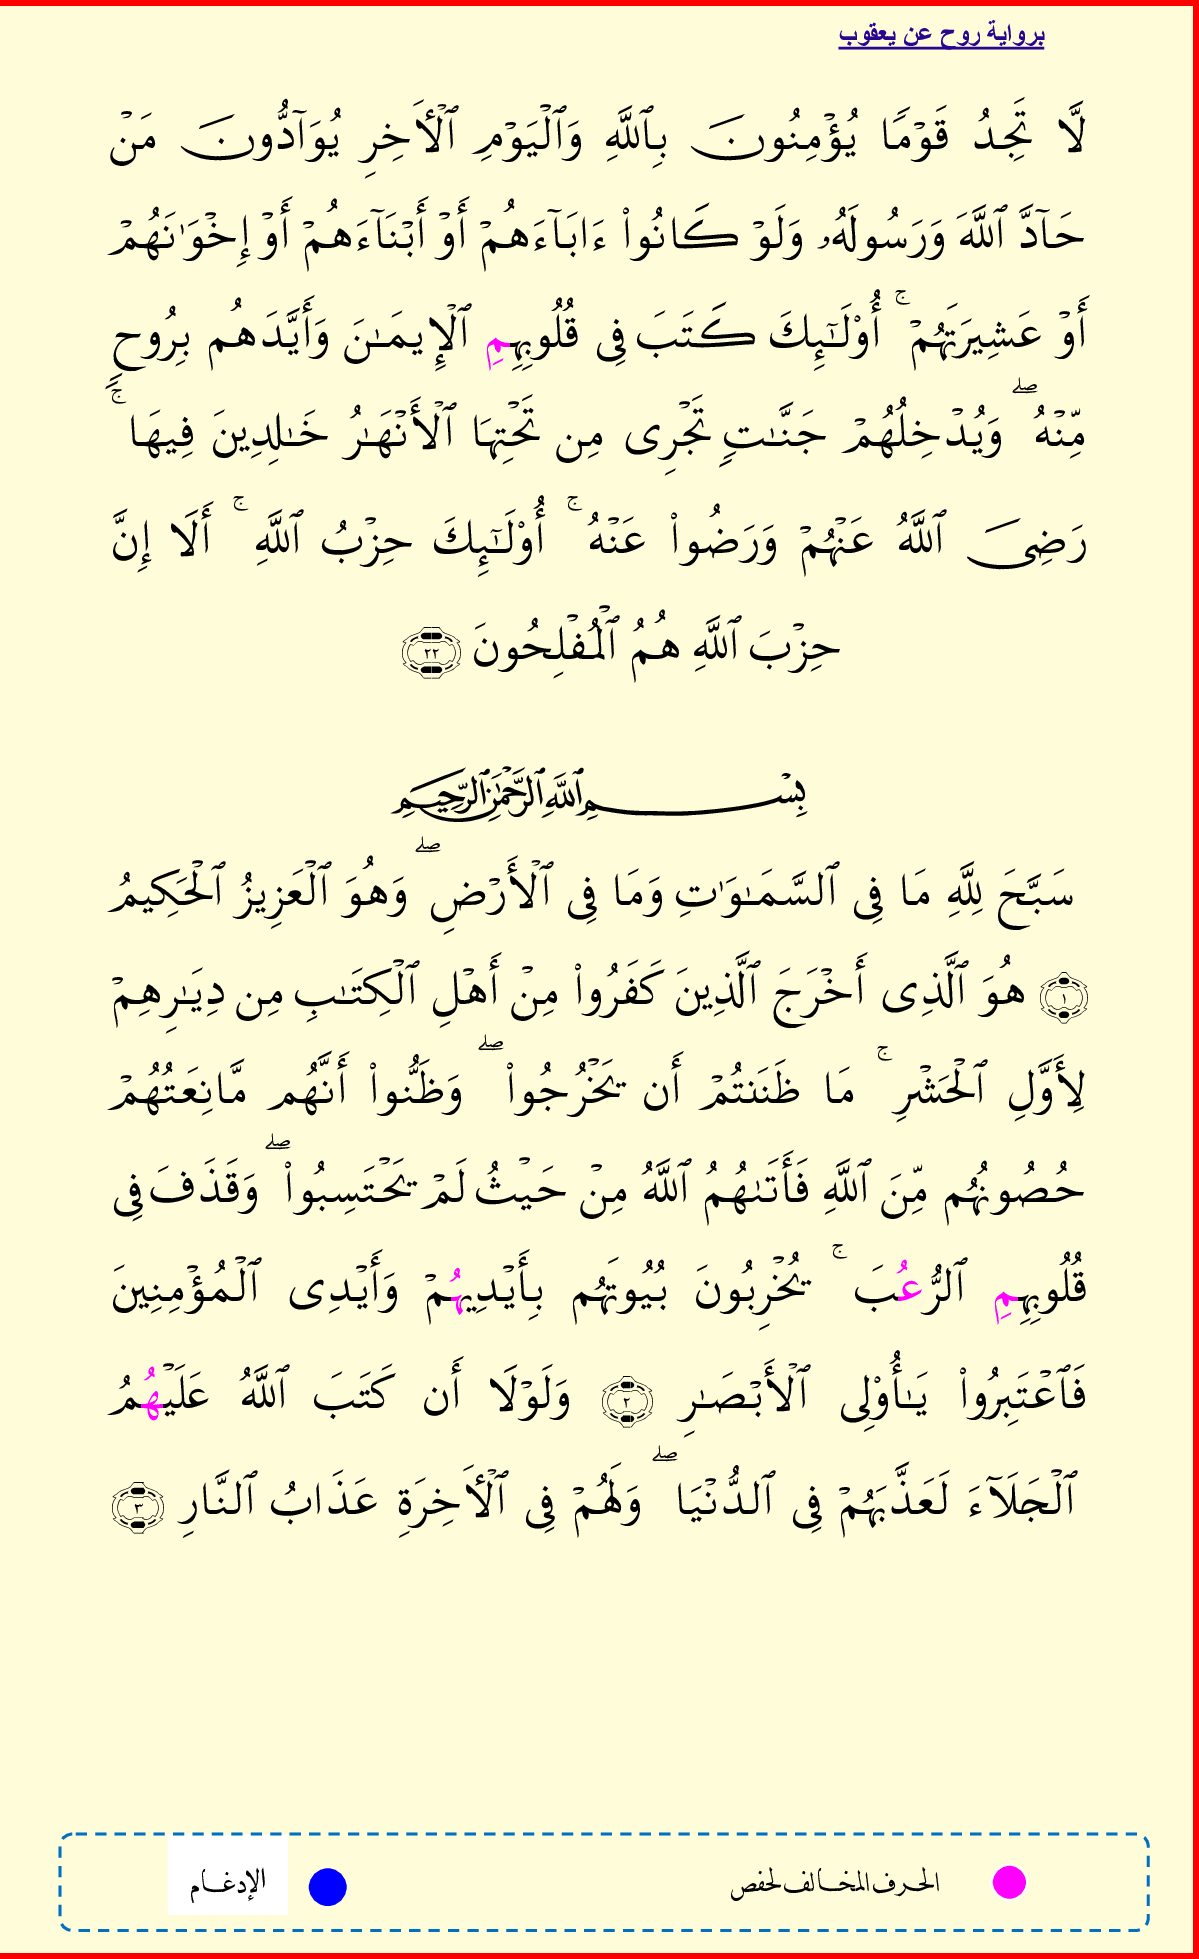 برواية روح عن يعقوب
لَّا تَجِدُ قَوْمًا يُؤْمِنُونَ بِٱللَّهِ وَٱلْيَوْمِ ٱلْأَخِرِ يُوَآدُّونَ مَنْ
حَآدَّ ٱللَّهَ وَرَسُولَهُۥ وَلَوْ كَانُوا۟ ءَابَآءَهُمْ أَوْ أَبْنَآءَهُمْ أَوْ إِخْوَٰنَهُمْ
أَوْ عَشِيرَتَهُمْ ۚ أُو۟لَـٰٓئِكَ كَتَبَ فِى قُلُوبِهِمِ ٱلْإِيمَـٰنَ وَأَيَّدَهُم بِرُوحٍ
مِّنْهُ ۖ وَيُدْخِلُهُمْ جَنَّـٰتٍ تَجْرِى مِن تَحْتِهَا ٱلْأَنْهَـٰرُ خَـٰلِدِينَ فِيهَا ۚ
رَضِىَ ٱللَّهُ عَنْهُمْ وَرَضُوا۟ عَنْهُ ۚ أُو۟لَـٰٓئِكَ حِزْبُ ٱللَّهِ ۚ أَلَا إِنَّ
حِزْبَ ٱللَّهِ هُمُ ٱلْمُفْلِحُونَ ٢٢
بِسْمِ ٱللَّهِ ٱلرَّحْمَـٰنِ ٱلرَّحِيمِ
سَبَّحَ لِلَّهِ مَا فِى ٱلسَّمَـٰوَٰتِ وَمَا فِى ٱلْأَرْضِ ۖ وَهُوَ ٱلْعَزِيزُ ٱلْحَكِيمُ
١ هُوَ ٱلَّذِى أَخْرَجَ ٱلَّذِينَ كَفَرُوا۟ مِنْ أَهْلِ ٱلْكِتَـٰبِ مِن دِيَـٰرِهِمْ
لِأَوَّلِ ٱلْحَشْرِ ۚ مَا ظَنَنتُمْ أَن يَخْرُجُوا۟ ۖ وَظَنُّوا۟ أَنَّهُم مَّانِعَتُهُمْ
حُصُونُهُم مِّنَ ٱللَّهِ فَأَتَىٰهُمُ ٱللَّهُ مِنْ حَيْثُ لَمْ يَحْتَسِبُوا۟ ۖ وَقَذَفَ فِى
قُلُوبِهِمِ ٱلرُّعُبَ ۚ يُخْرِبُونَ بُيُوتَهُم بِأَيْدِيهُمْ وَأَيْدِى ٱلْمُؤْمِنِينَ
فَٱعْتَبِرُوا۟ يَـٰأُو۟لِى ٱلْأَبْصَـٰرِ ٢ وَلَوْلَا أَن كَتَبَ ٱللَّهُ عَلَيْهُمُ
ٱلْجَلَآءَ لَعَذَّبَهُمْ فِى ٱلدُّنْيَا ۖ وَلَهُمْ فِى ٱلْأَخِرَةِ عَذَابُ ٱلنَّارِ ٣
الحرف المخالف لحفص
الإدغام